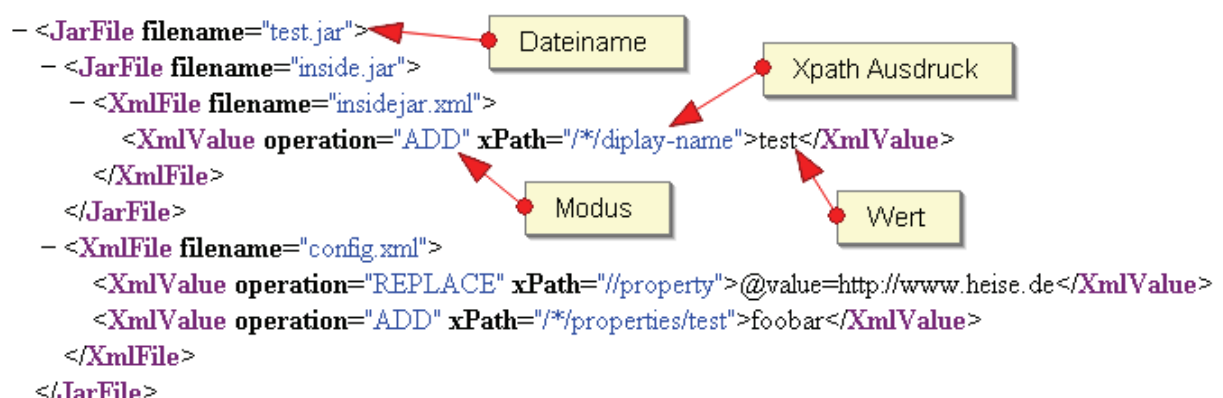 − <JarFile filename="test.jar"> Dateiname
− <JarFile filename="inside.jar"> Xpath Ausdruck
− <XmlFile filename="insidejar.xml">
<XmlValue operation="ADD" xPath="/*/diplay-name">test</XmlValue>
</XmlFile>
</JarFile> Modus Wert
− <XmlFile filename="config.xml">
<XmlValue operation="REPLACE" xPath="//property">@value=http://www.heise.de</XmlValue>
<XmlValue operation="ADD" xPath="/*/properties/test">foobar</XmlValue>
</XmlFile>
</JarFile>